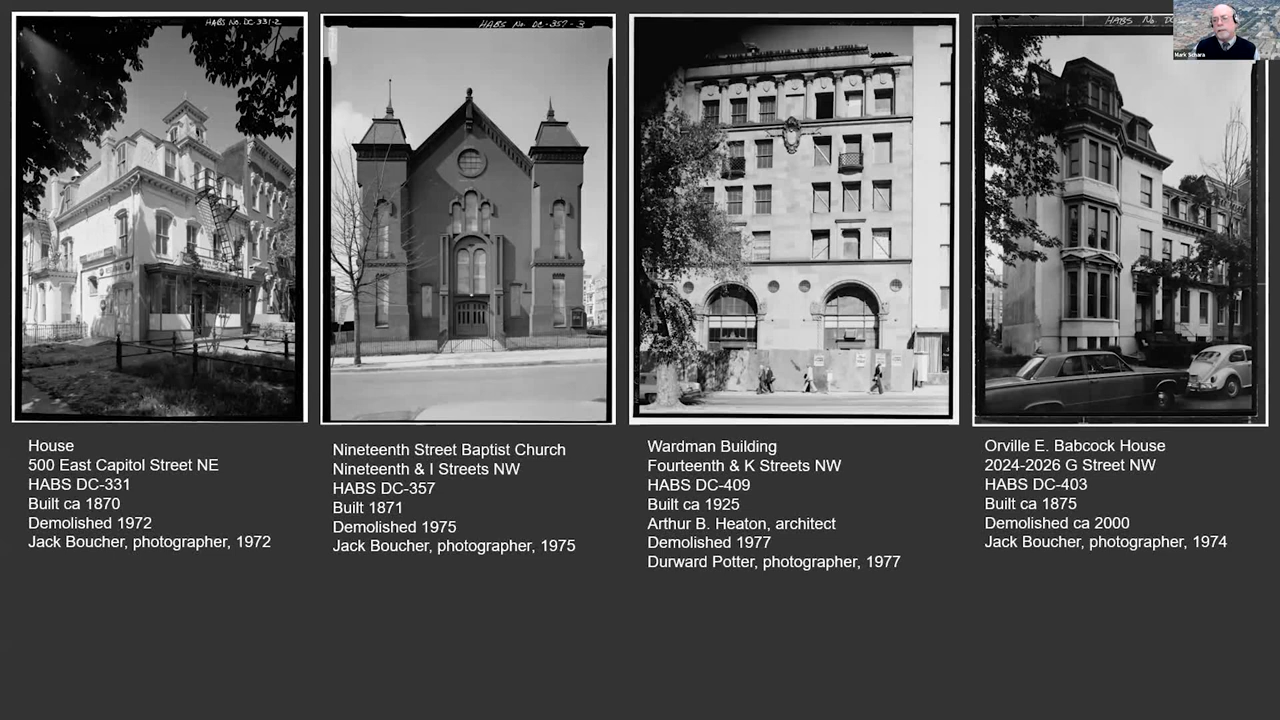 HABS No. DC-331-2
HABS No. DC-357-3
HABS No. DC
Mark Schara
House
500 East Capitol Street NE
HABS DC-331
Built ca 1870
Demolished 1972
Jack Boucher, photographer, 1972
Nineteenth Street Baptist Church
Nineteenth & I Streets NW
HABS DC-357
Built 1871
Demolished 1975
Jack Boucher, photographer, 1975
Wardman Building
Fourteenth & K Streets NW
HABS DC-409
Built ca 1925
Arthur B. Heaton, architect
Demolished 1977
Durward Potter, photographer, 1977
Orville E. Babcock House
2024-2026 G Street NW
HABS DC-403
Built ca 1875
Demolished ca 2000
Jack Boucher, photographer, 1974